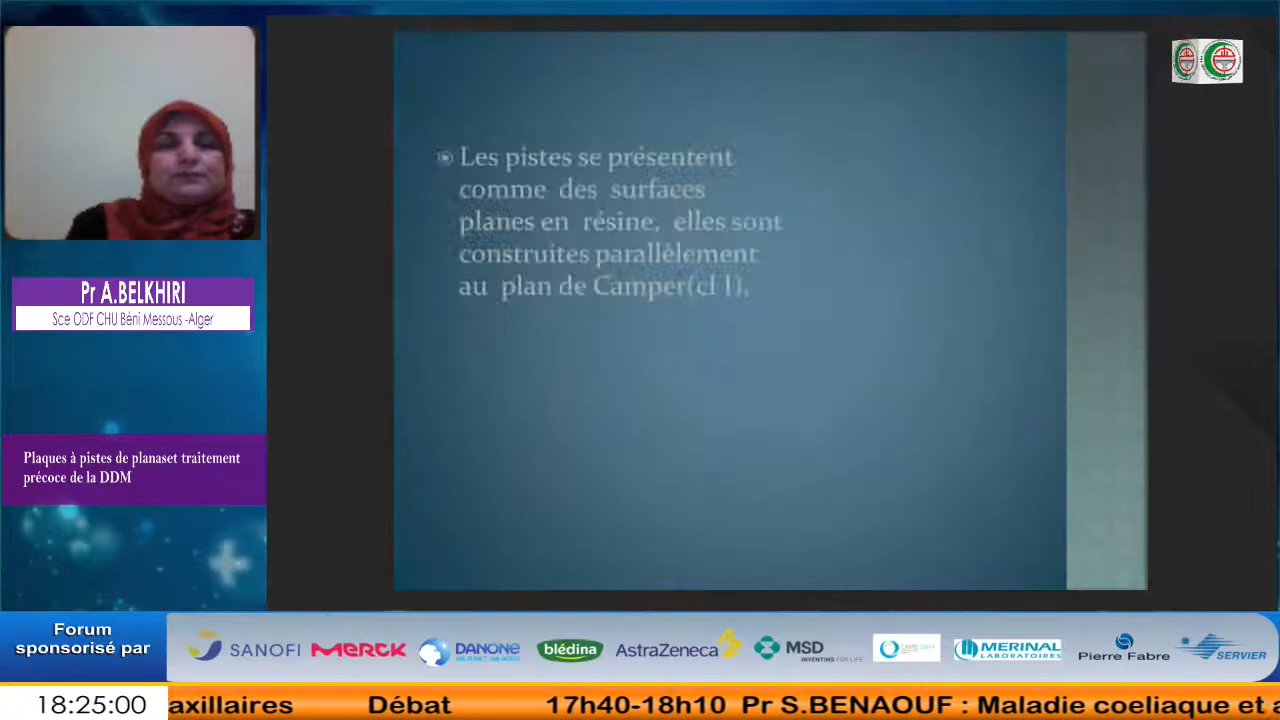 Les pistes se présentent
comme des surfaces
planes en résine, elles sont
construites parallèlement
au plan de Camper(cl I).
Pr A.BELKHIRI
Sce ODF CHU Béni Messous -Alger
Plaques à pistes de planaset traitement
précoce de la DDM
Forum
sponsorisé par
SANOFI
MERCK
DANONE
blédina
AstraZeneca
MSD
INVENTING FOR LIFE
MERINAL
LABORATOIRES
Pierre Fabre
SERVIER
18:25:00
axillaires Débat 17h40-18h10 Pr S.BENAOUF : Maladie coeliaque et a